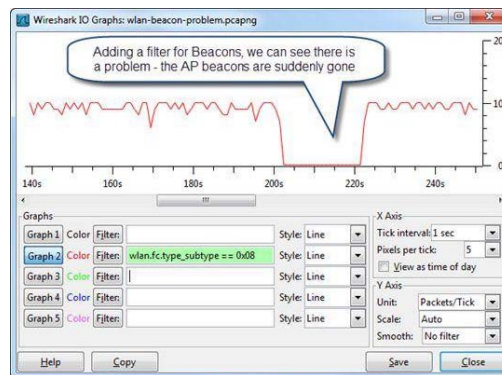 Wireshark IO Graphs: wlan-beacon-problem.pcapng
Adding a filter for Beacons, we can see there is
a problem - the AP beacons are suddenly gone
20
10
0
140s 160s 180s 200s 220s 240s
Graphs
Graph 1 Color Filter: Style: Line
Graph 2 Color Filter: wlan.fc.type_subtype == 0x08 Style: Line
Graph 3 Color Filter: Style: Line
Graph 4 Color Filter: Style: Line
Graph 5 Color Filter: Style: Line
X Axis
Tick interval: 1 sec
Pixels per tick: 5
View as time of day
Y Axis
Unit: Packets/Tick
Scale: Auto
Smooth: No filter
Help Copy Save Close